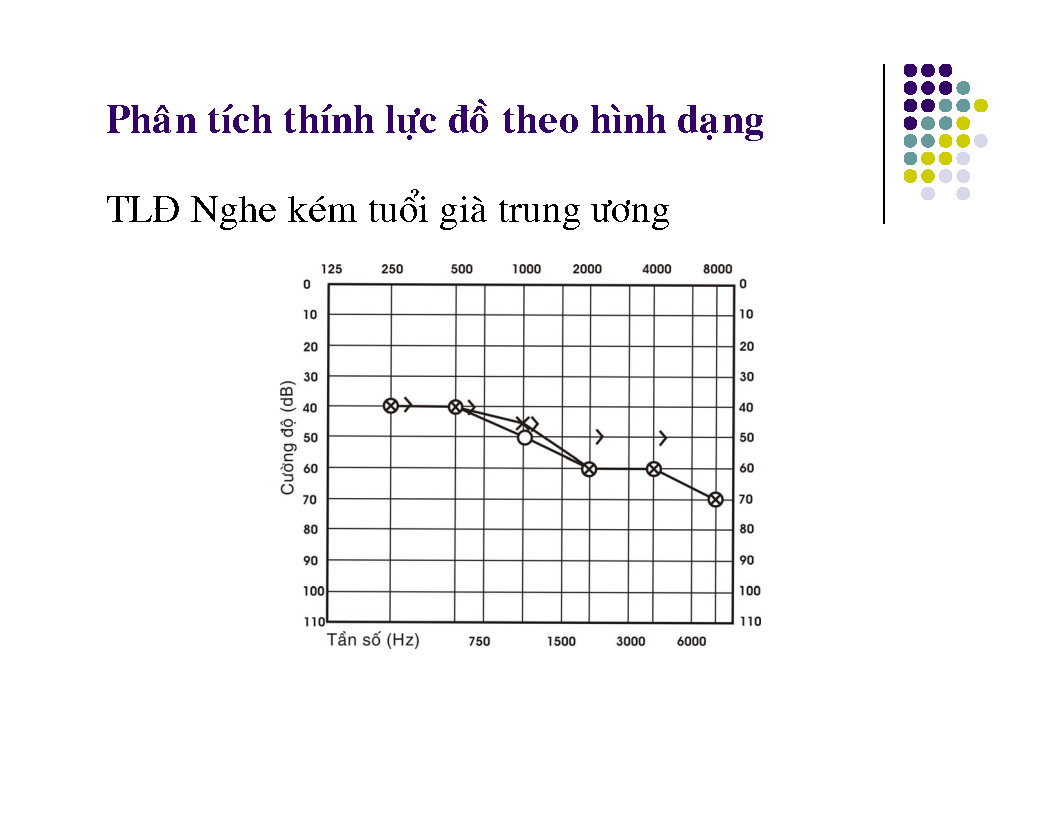 Phân tích thính lực đồ theo hình dạng
TLĐ Nghe kém tuổi già trung ương
125 250 500 1000 2000 4000 8000
0 0
10 10
20 20
30 30
40 40
50 50
60 60
70 70
80 80
90 90
100 100
110 110
Cường độ (dB)
Tần số (Hz) 750 1500 3000 6000